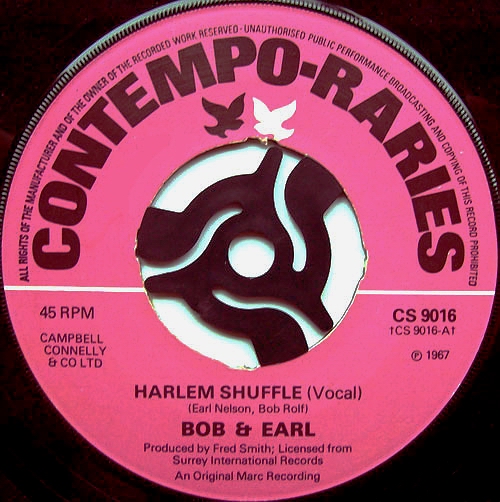 ALL RIGHTS OF THE MANUFACTURER AND OF THE OWNER OF THE RECORDED WORK RESERVED - UNAUTHORISED PUBLIC PERFORMANCE BROADCASTING AND COPYING OF THIS RECORD PROHIBITED
CONTEMPO-RARIES
45 RPM
CAMPBELL
CONNELLY
& CO LTD
CS 9016
†CS 9016-A†
℗ 1967
HARLEM SHUFFLE (Vocal)
(Earl Nelson, Bob Rolf)
BOB & EARL
Produced by Fred Smith; Licensed from
Surrey International Records
An Original Marc Recording